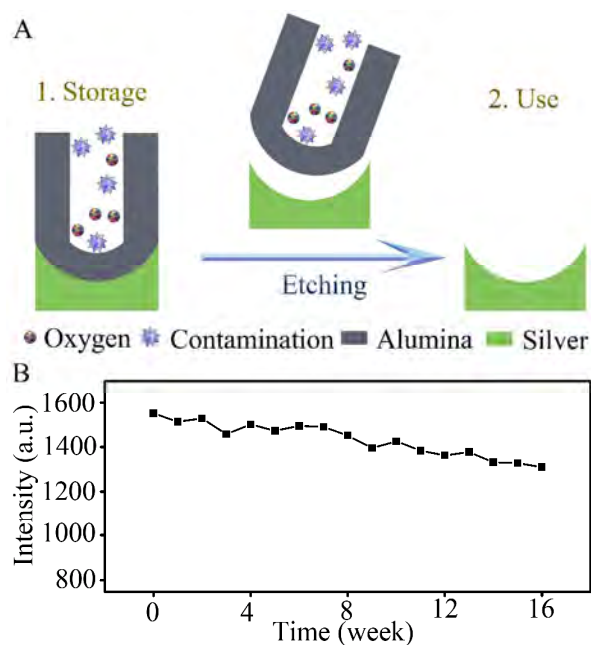 A
1. Storage
2. Use
Etching
Oxygen Contamination Alumina Silver
B
1600
1400
1200
1000
800
Intensity (a.u.)
0 4 8 12 16
Time (week)